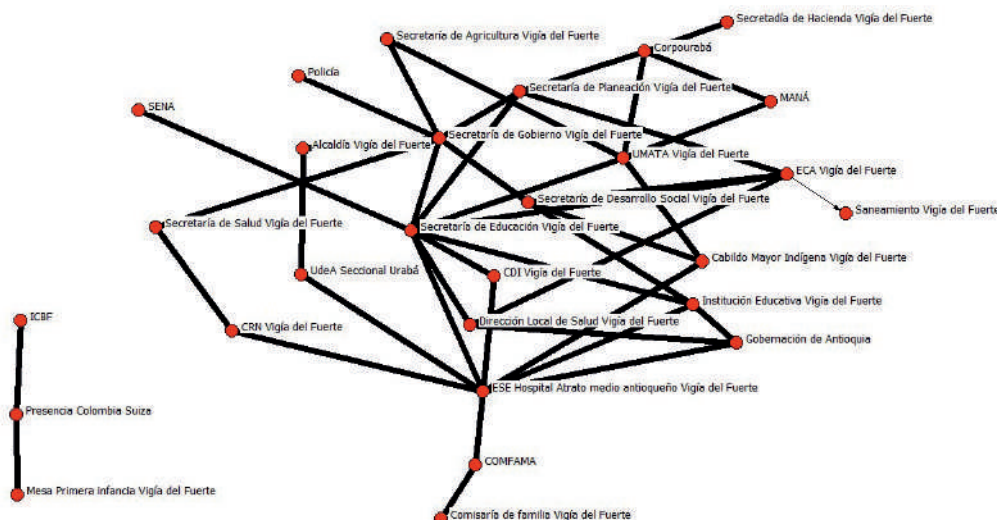 Secretadía de Hacienda Vigía del Fuerte
Secretaría de Agricultura Vigía del Fuerte
Corpourabá
Policía
Secretaría de Planeación Vigía del Fuerte
MANÁ
SENA
Secretaría de Gobierno Vigía del Fuerte
Alcaldía Vigía del Fuerte
UMATA Vigía del Fuerte
ECA Vigía del Fuerte
Secretaría de Desarrollo Social Vigía del Fuerte
Saneamiento Vigía del Fuerte
Secretaría de Salud Vigía del Fuerte
Secretaría de Educación Vigía del Fuerte
Cabildo Mayor Indígena Vigía del Fuerte
UdeA Seccional Urabá
CDI Vigía del Fuerte
Institución Educativa Vigía del Fuerte
ICBF
Dirección Local de Salud Vigía del Fuerte
CRN Vigía del Fuerte
Gobernación de Antioquia
ESE Hospital Atrato medio antioqueño Vigía del Fuerte
Presencia Colombia Suiza
COMFAMA
Mesa Primera Infancia Vigía del Fuerte
Comisaría de familia Vigía del Fuerte